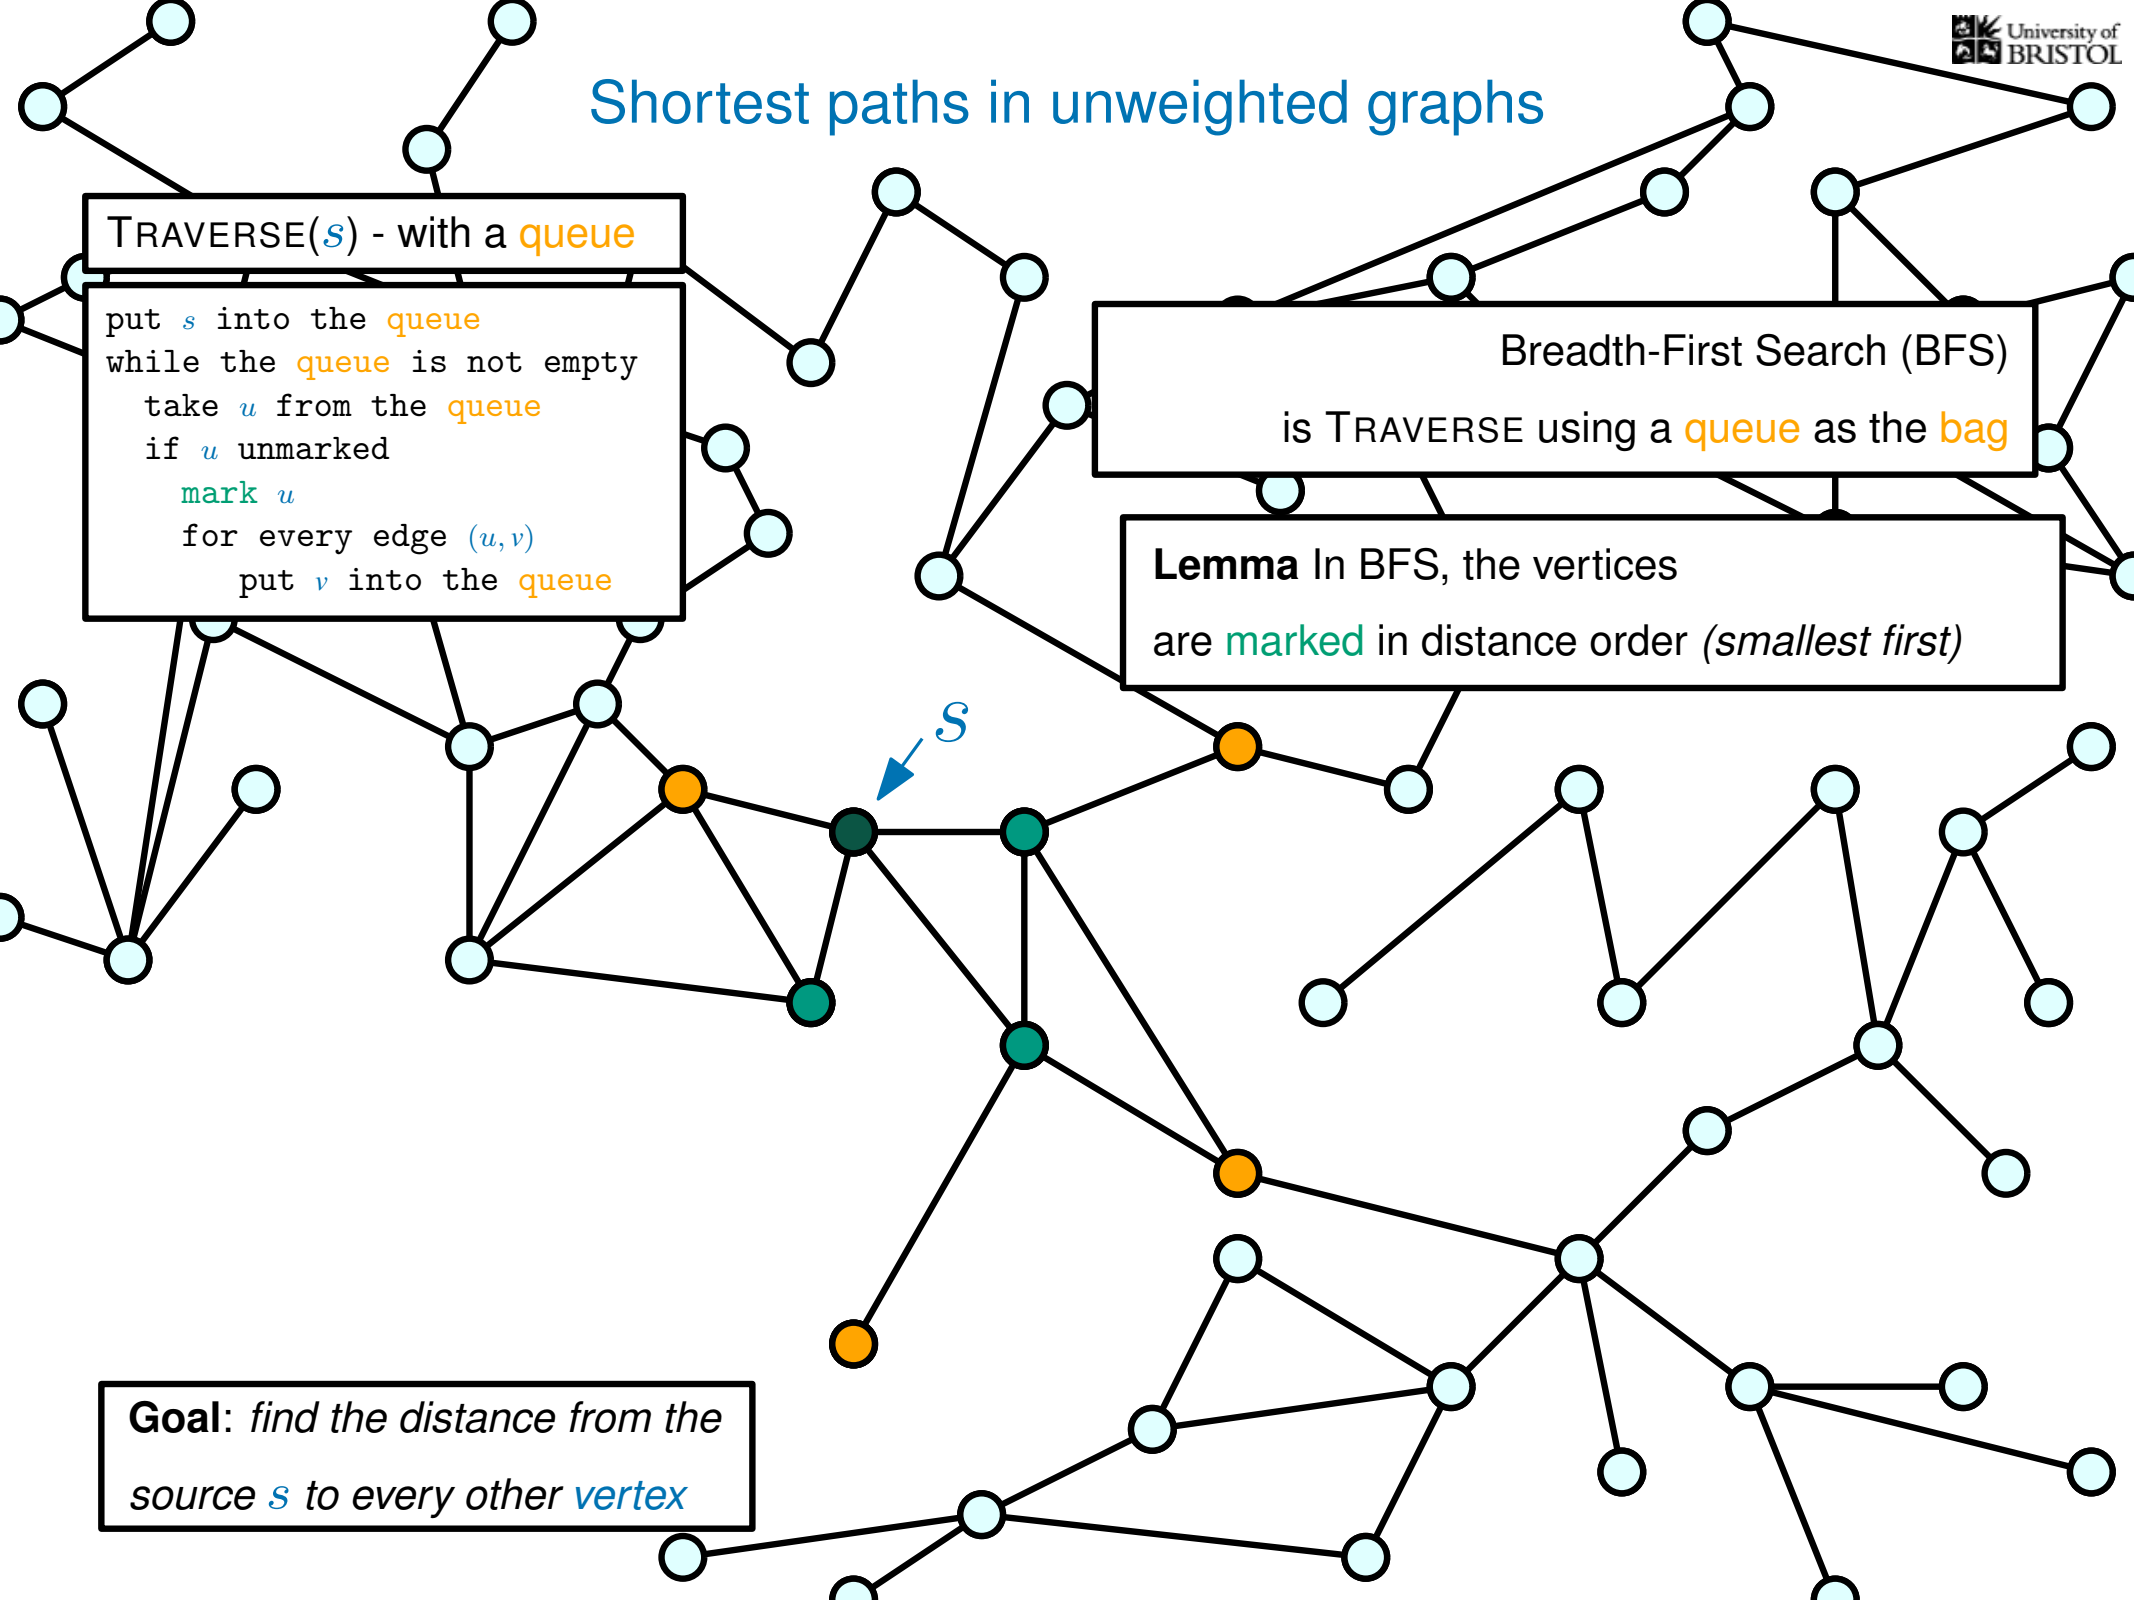 University of
BRISTOL
Shortest paths in unweighted graphs
TRAVERSE(s) - with a queue
put s into the queue
while the queue is not empty
take u from the queue
if u unmarked
mark u
for every edge (u, v)
put v into the queue
Breadth-First Search (BFS)
is TRAVERSE using a queue as the bag
Lemma In BFS, the vertices
are marked in distance order (smallest first)
s
Goal: find the distance from the
source s to every other vertex